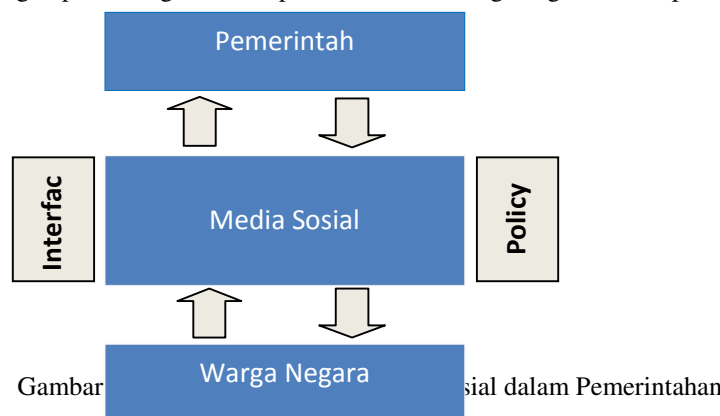 Pemerintah
Interfac
Media Sosial
Policy
Warga Negara
Gambar sial dalam Pemerintahan